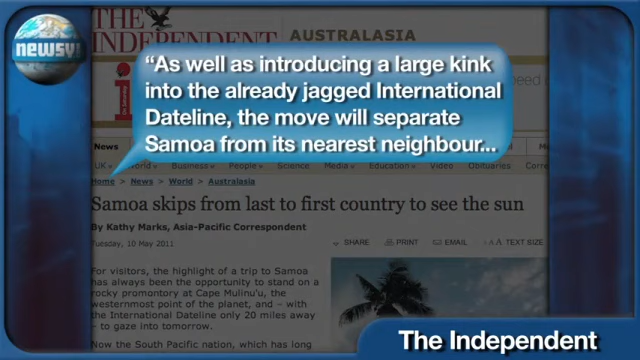 THE
INDEPENDENT
AUSTRALASIA
newsy!
“As well as introducing a large kink
into the already jagged International
Dateline, the move will separate
Samoa from its nearest neighbour...
News
UK World Business People Science Media Education Video Obituaries
Home > News > World > Australasia
Samoa skips from last to first country to see the sun
By Kathy Marks, Asia-Pacific Correspondent
Tuesday, 10 May 2011
SHARE PRINT EMAIL AAA TEXT SIZE
For visitors, the highlight of a trip to Samoa
has always been the opportunity to stand on a
rocky promontory at Cape Mulinu'u, the
westernmost point of the planet, and – with
the International Dateline only 20 miles away
– to gaze into tomorrow.
Now the South Pacific nation, which has long
The Independent